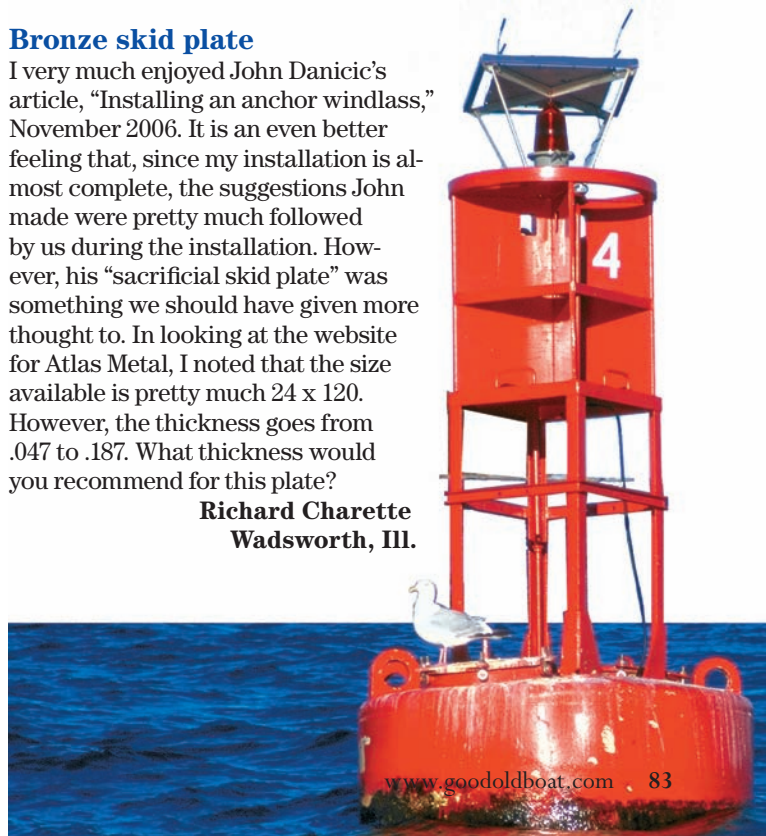 Bronze skid plate
I very much enjoyed John Danicic’s
article, “Installing an anchor windlass,”
November 2006. It is an even better
feeling that, since my installation is al-
most complete, the suggestions John
made were pretty much followed
by us during the installation. How-
ever, his “sacrificial skid plate” was
something we should have given more
thought to. In looking at the website
for Atlas Metal, I noted that the size
available is pretty much 24 x 120.
However, the thickness goes from
.047 to .187. What thickness would
you recommend for this plate?
Richard Charette
Wadsworth, Ill.
4
www.goodoldboat.com 83